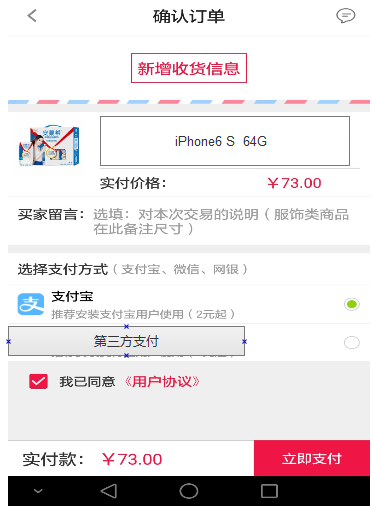 确认订单
新增收货信息
iPhone6 S 64G
实付价格： ￥73.00
买家留言：选填：对本次交易的说明（服饰类商品
在此备注尺寸）
选择支付方式（支付宝、微信、网银）
支付宝
推荐安装支付宝用户使用（2元起）
第三方支付
我已同意《用户协议》
实付款：￥73.00 立即支付